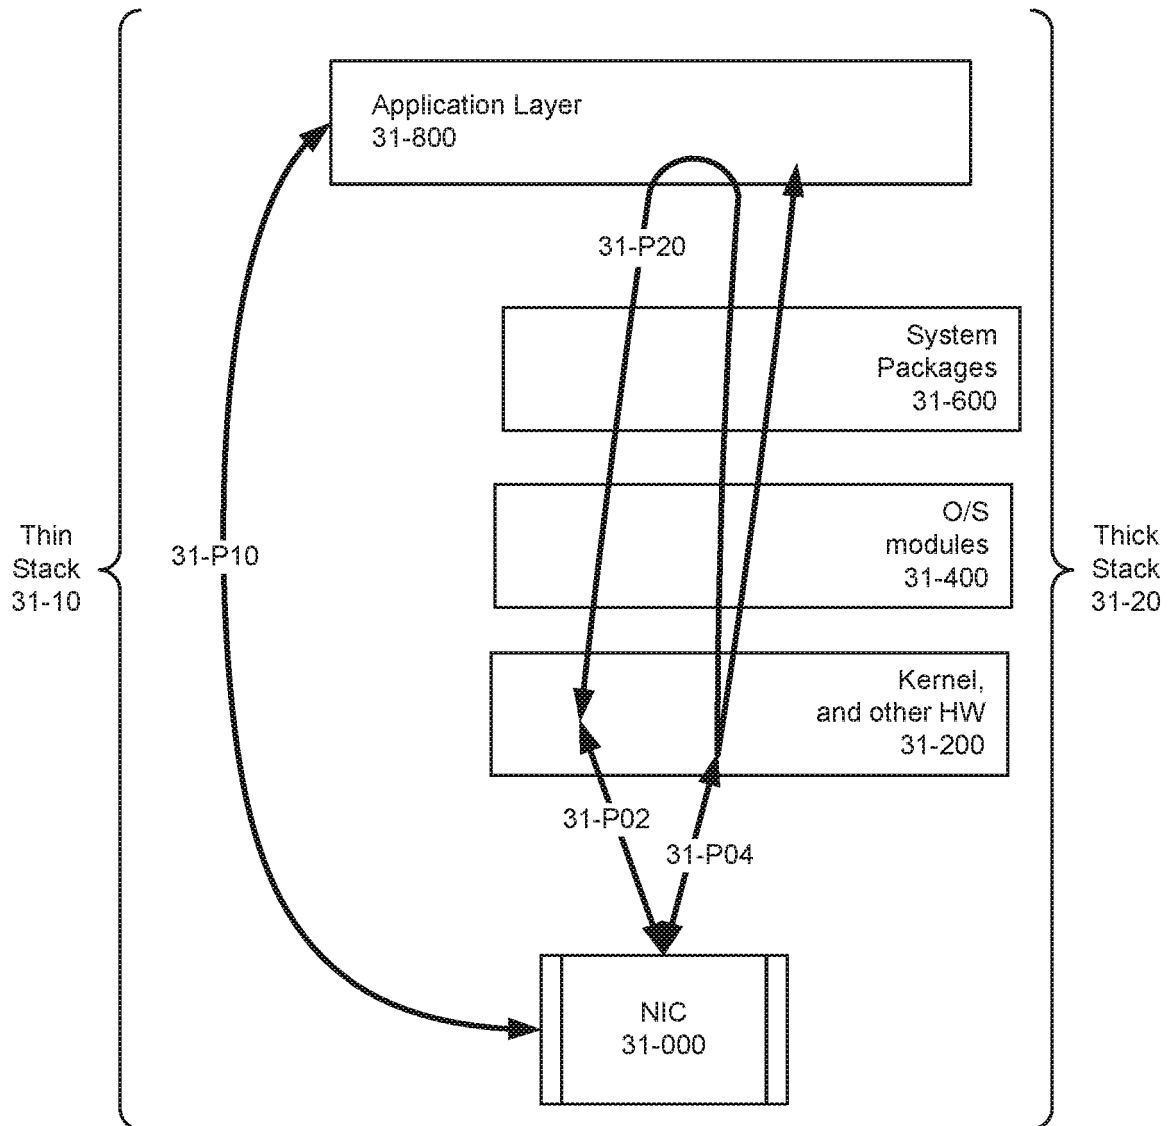 Application Layer
31-800
31-P20
System
Packages
31-600
O/S
modules
31-400
Thin
Stack
31-10
31-P10
Thick
Stack
31-20
Kernel,
and other HW
31-200
31-P02
31-P04
NIC
31-000